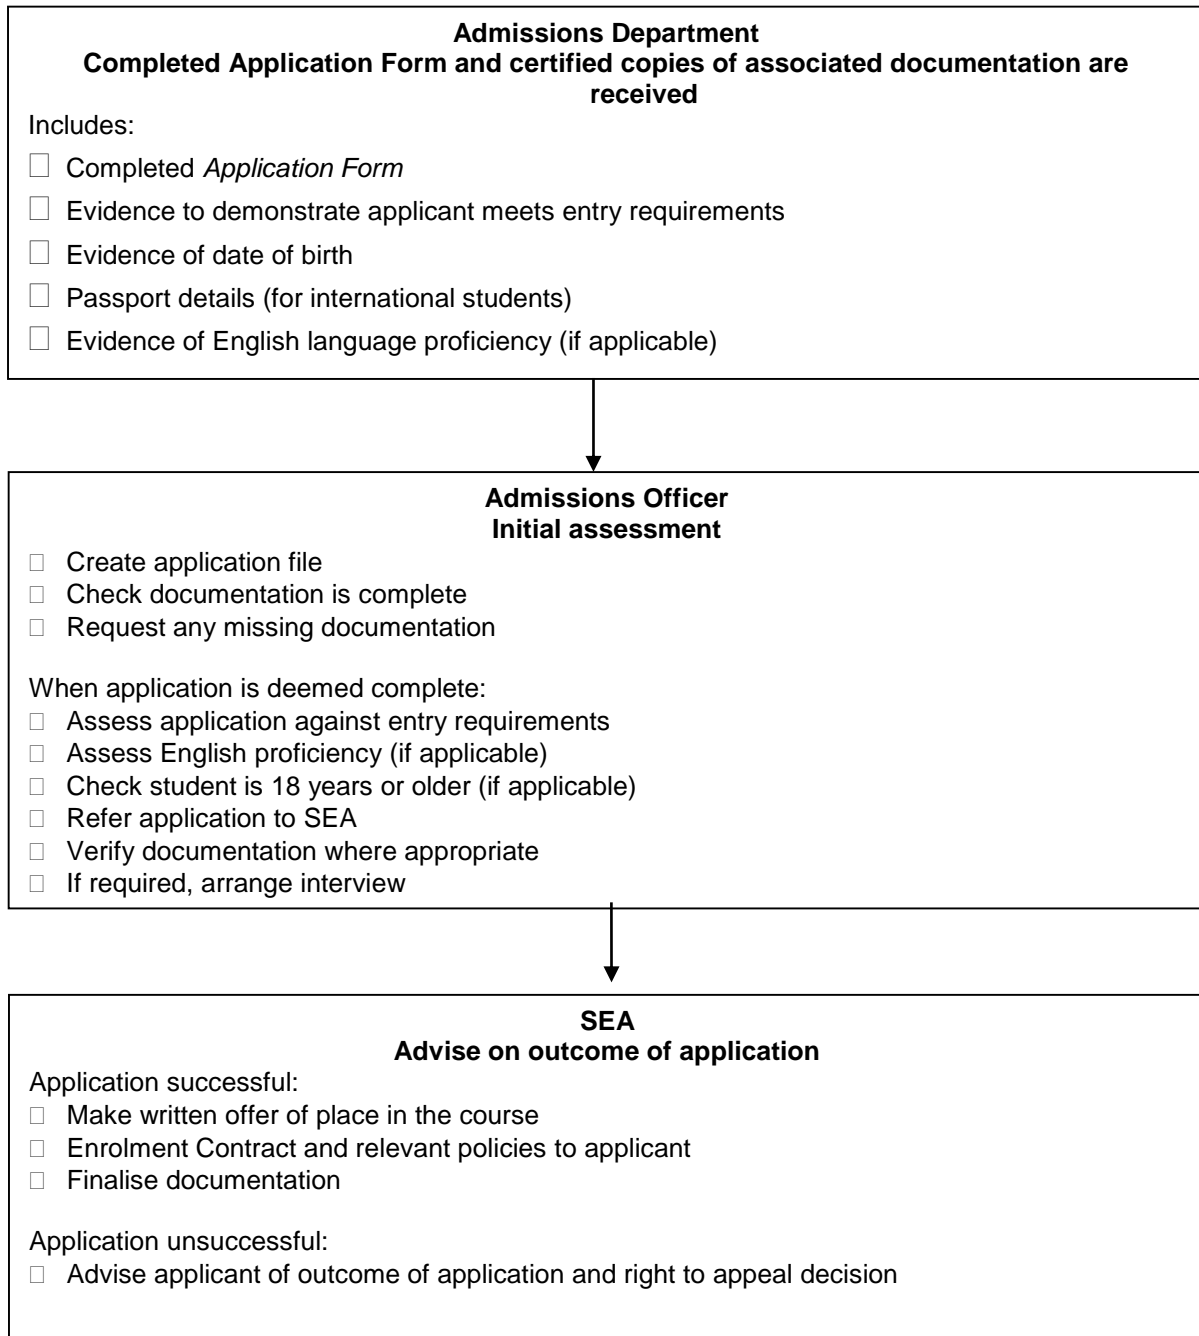 Admissions Department
Completed Application Form and certified copies of associated documentation are
received
Includes:
☐ Completed Application Form
☐ Evidence to demonstrate applicant meets entry requirements
☐ Evidence of date of birth
☐ Passport details (for international students)
☐ Evidence of English language proficiency (if applicable)
Admissions Officer
Initial assessment
☐ Create application file
☐ Check documentation is complete
☐ Request any missing documentation
When application is deemed complete:
☐ Assess application against entry requirements
☐ Assess English proficiency (if applicable)
☐ Check student is 18 years or older (if applicable)
☐ Refer application to SEA
☐ Verify documentation where appropriate
☐ If required, arrange interview
SEA
Advise on outcome of application
Application successful:
☐ Make written offer of place in the course
☐ Enrolment Contract and relevant policies to applicant
☐ Finalise documentation
Application unsuccessful:
☐ Advise applicant of outcome of application and right to appeal decision